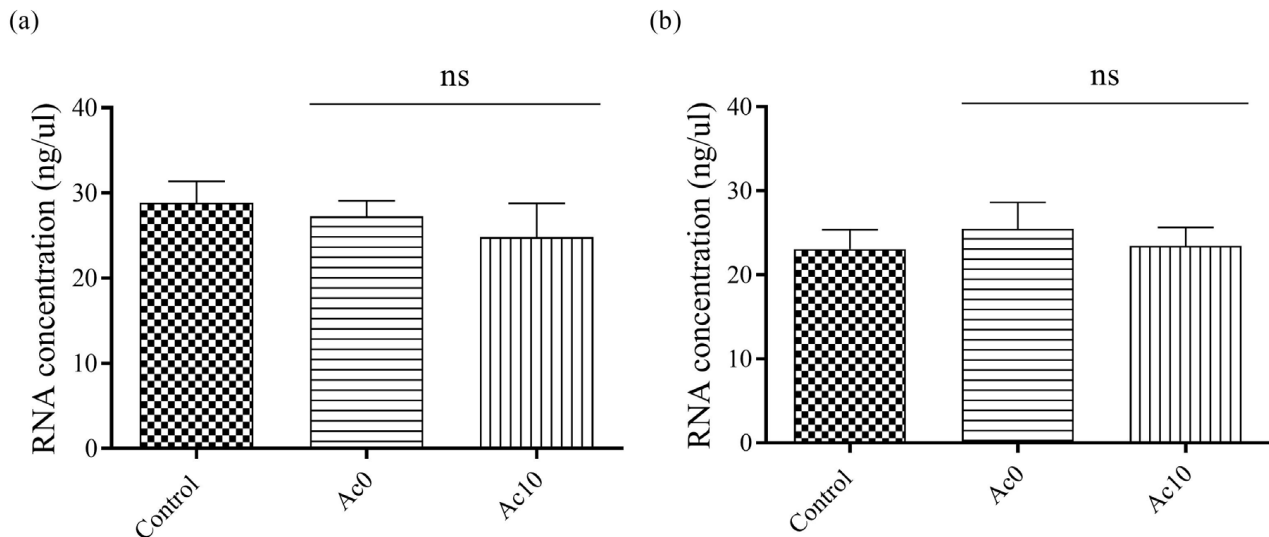 (a)
ns
RNA concentration (ng/ul)
40
30
20
10
0
Control
Ac0
Ac10
(b)
ns
RNA concentration (ng/ul)
40
30
20
10
0
Control
Ac0
Ac10